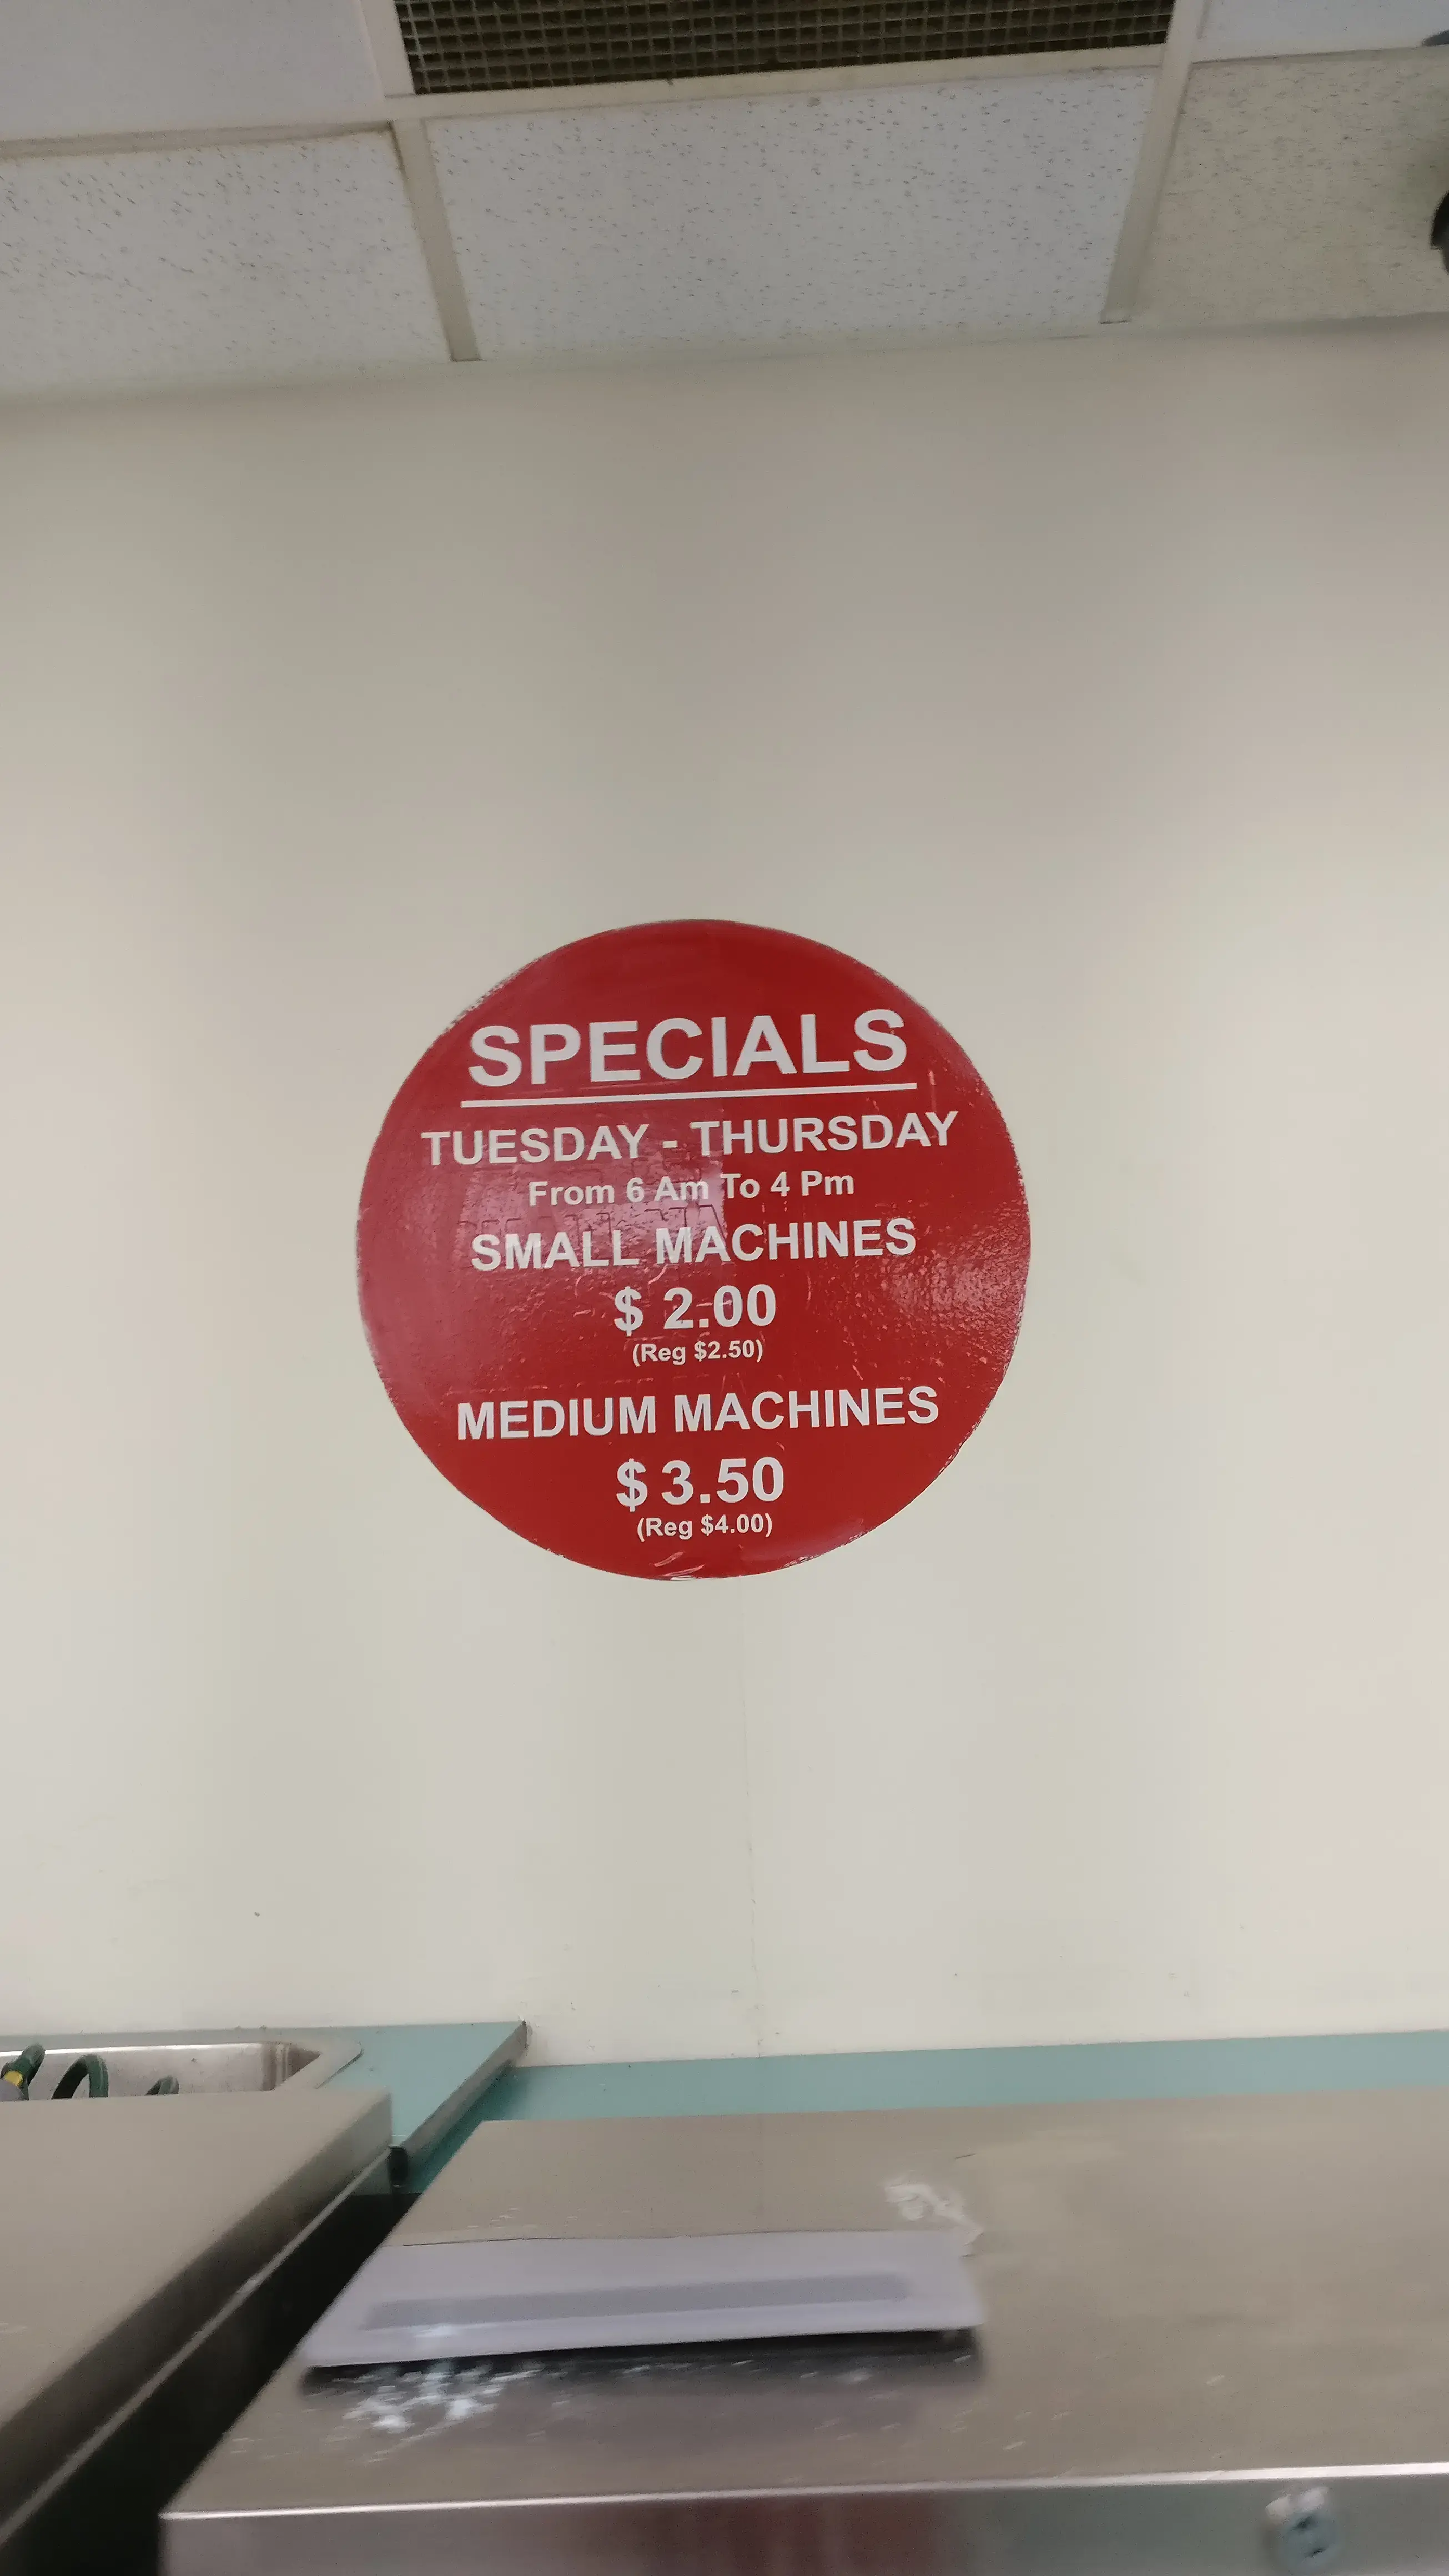 SPECIALS
TUESDAY - THURSDAY
From 6 Am To 4 Pm
SMALL MACHINES
$ 2.00
(Reg $2.50)
MEDIUM MACHINES
$ 3.50
(Reg $4.00)